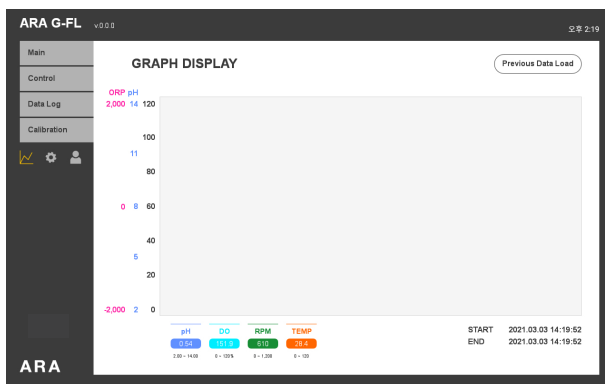 ARA G-FL v.0.0.0
오후 2:19
Main
Control
Data Log
Calibration
GRAPH DISPLAY
Previous Data Load
ORP pH
2,000 14 120
100
11
80
0 8 60
40
5
20
-2,000 2 0
pH DO RPM TEMP
0.54 151.9 610 28.4
2.00 ~ 14.00 0 ~ 120% 0 ~ 1,200 0 ~ 120
START 2021.03.03 14:19:52
END 2021.03.03 14:19:52
ARA